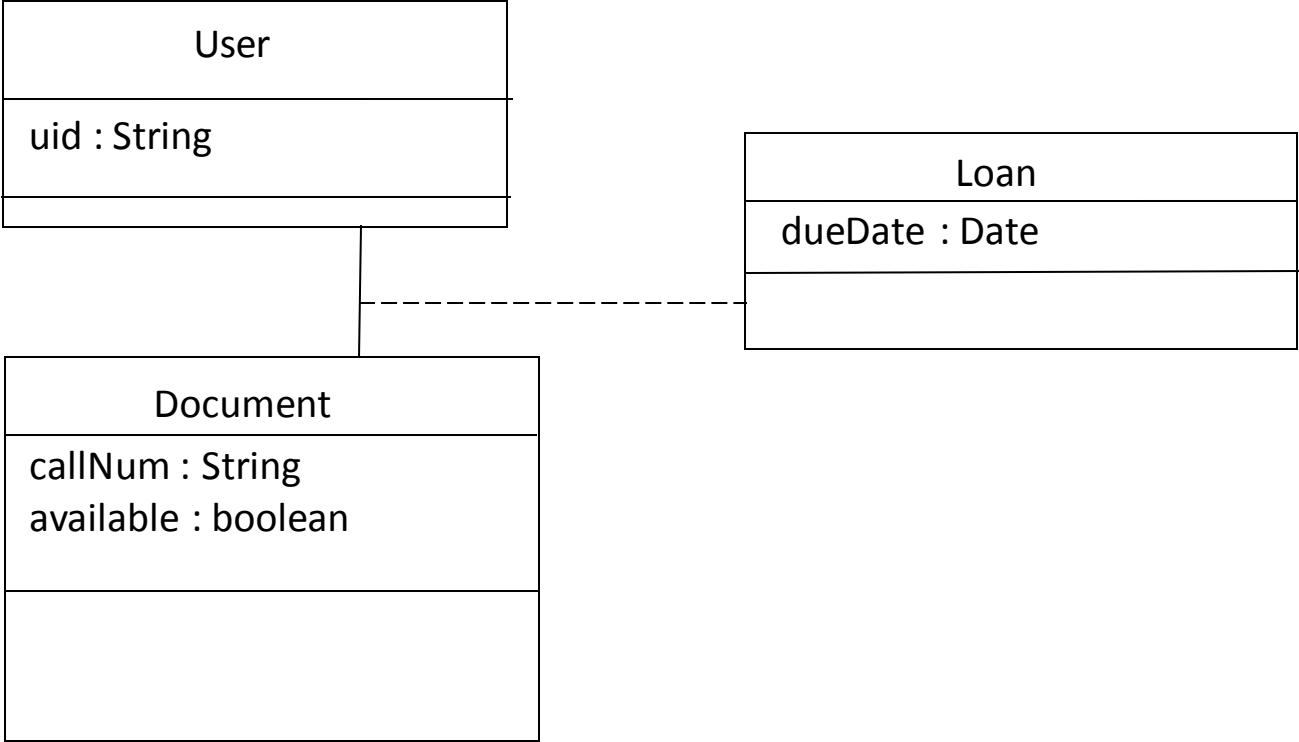 User
uid : String
Loan
dueDate : Date
Document
callNum : String
available : boolean